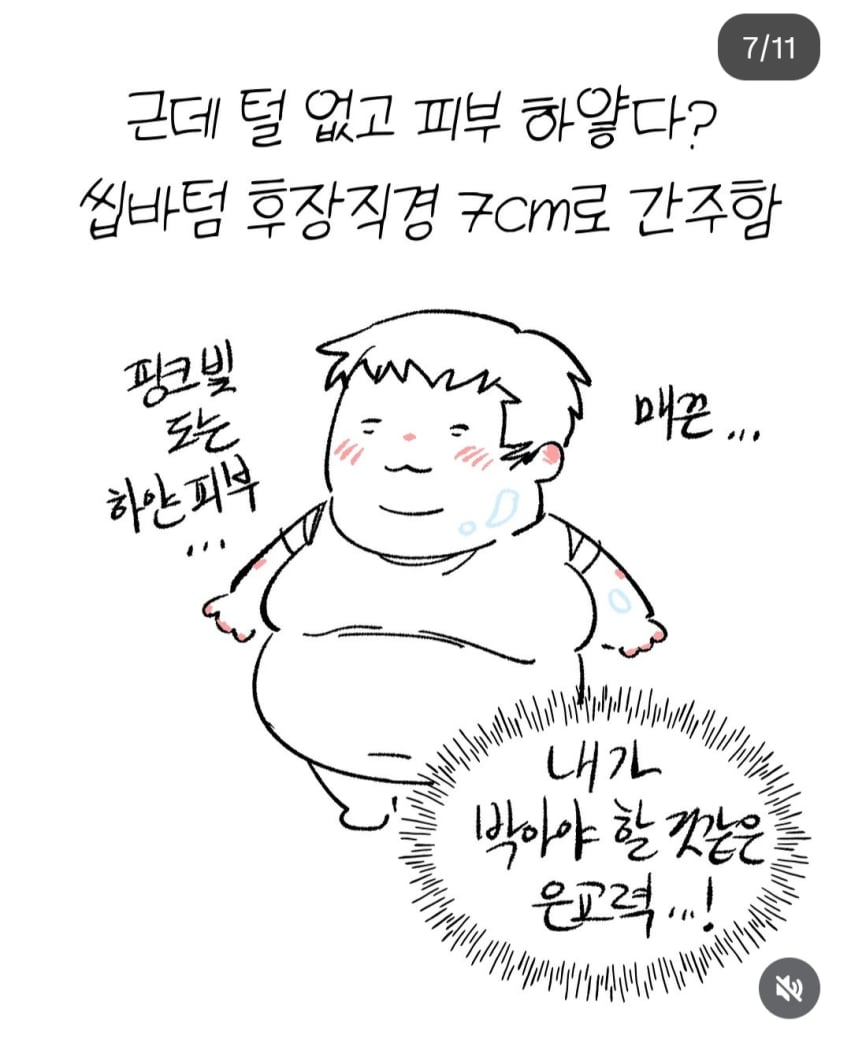 7/11
근데 털 없고 피부 하얗다?
씹바텀 후장직경 7cm로 간주함
핑크빛
도는
하얀피부
...
매끈...
내가
박아야 할 것같은
은교력...!